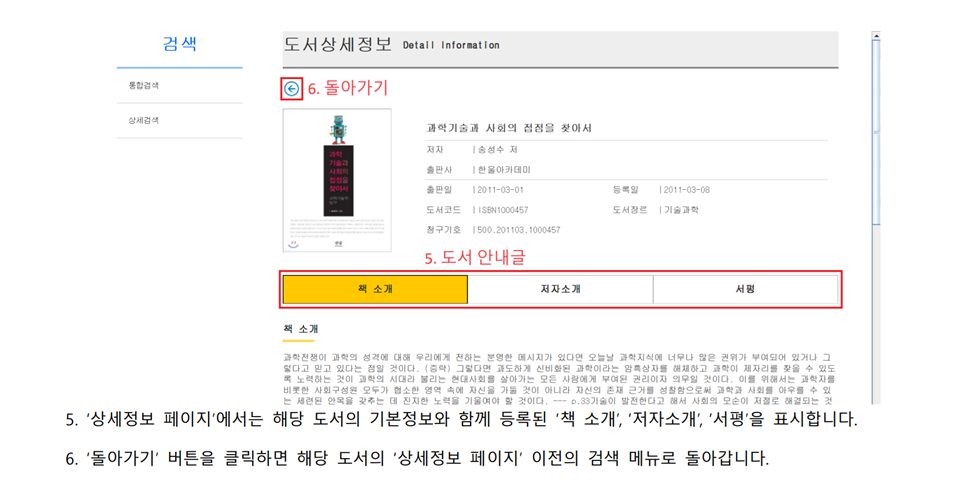 검색
통합검색
상세검색
도서상세정보 Detail Information
6. 돌아가기
과학
기술과
사회의
접점을
찾아서
과학기술과 사회의 접점을 찾아서
저자 | 송성수 저
출판사 | 한울아카데미
출판일 | 2011-03-01 등록일 | 2011-03-08
도서코드 | ISBN1000457 도서장르 | 기술과학
청구기호 | 500.201103.1000457
5. 도서 안내글
책 소개 저자소개 서평
책 소개
과학전쟁이 과학의 성격에 대해 우리에게 전하는 분명한 메시지가 있다면 오늘날 과학지식에 너무나 많은 권위가 부여되어 있거나 그
렇다고 믿고 있다는 점일 것이다. (중략) 그렇다면 과도하게 신비화된 과학이라는 암흑상자를 해체하고 과학이 제자리를 찾을 수 있도
록 노력하는 것이 과학의 시대라 불리는 현대사회를 살아가는 모든 사람에게 부여된 권리이자 의무일 것이다. 이를 위해서는 과학자를
비롯한 사회구성원 모두가 협소한 영역 속에 자신을 가둘 것이 아니라 자신의 존재 근거를 성찰함으로써 과학과 사회를 아우를 수 있
는 세련된 안목을 갖추는 데 진지한 노력을 기울여야 할 것이다. --- p.33기술이 발전한다고 해서 사회의 모순이 저절로 해결되는 것
5. ‘상세정보 페이지’에서는 해당 도서의 기본정보와 함께 등록된 ‘책 소개’, ‘저자소개’, ‘서평’을 표시합니다.
6. ‘돌아가기’ 버튼을 클릭하면 해당 도서의 ‘상세정보 페이지’ 이전의 검색 메뉴로 돌아갑니다.